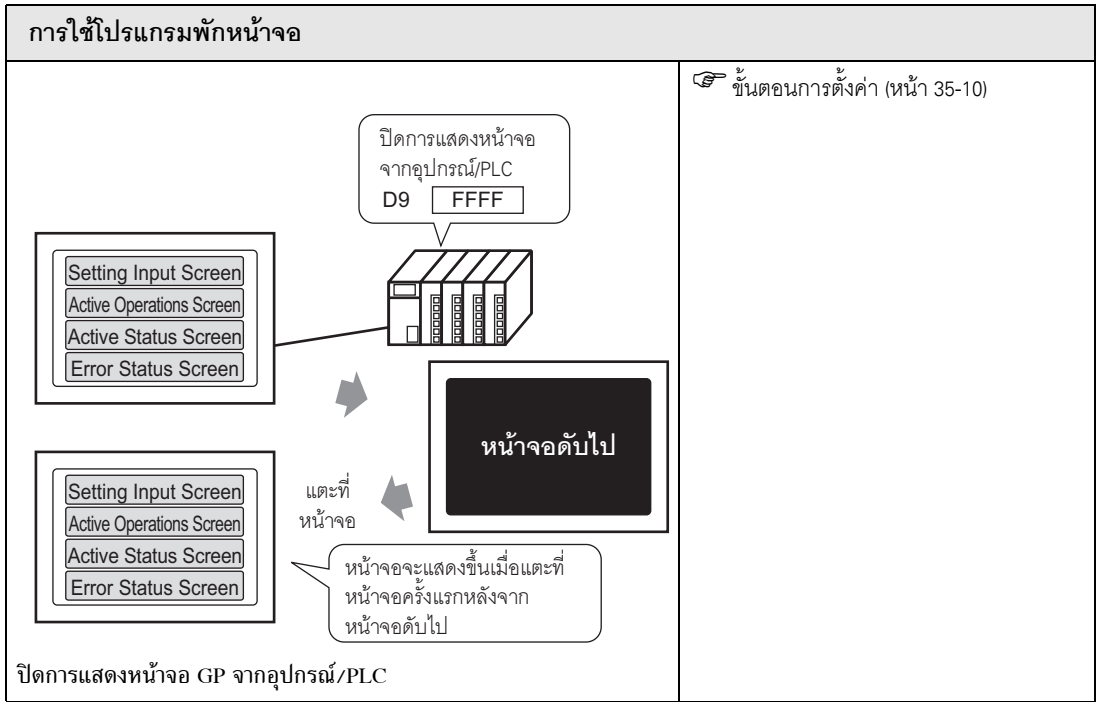 การใช้โปรแกรมพักหน้าจอ
☞ ขั้นตอนการตั้งค่า (หน้า 35-10)
ปิดการแสดงหน้าจอ
จากอุปกรณ์/PLC
D9 FFFF
Setting Input Screen
Active Operations Screen
Active Status Screen
Error Status Screen
หน้าจอดับไป
Setting Input Screen
Active Operations Screen
Active Status Screen
Error Status Screen
แตะที่
หน้าจอ
หน้าจอจะแสดงขึ้นเมื่อแตะที่
หน้าจอครั้งแรกหลังจาก
หน้าจอดับไป
ปิดการแสดงหน้าจอ GP จากอุปกรณ์/PLC